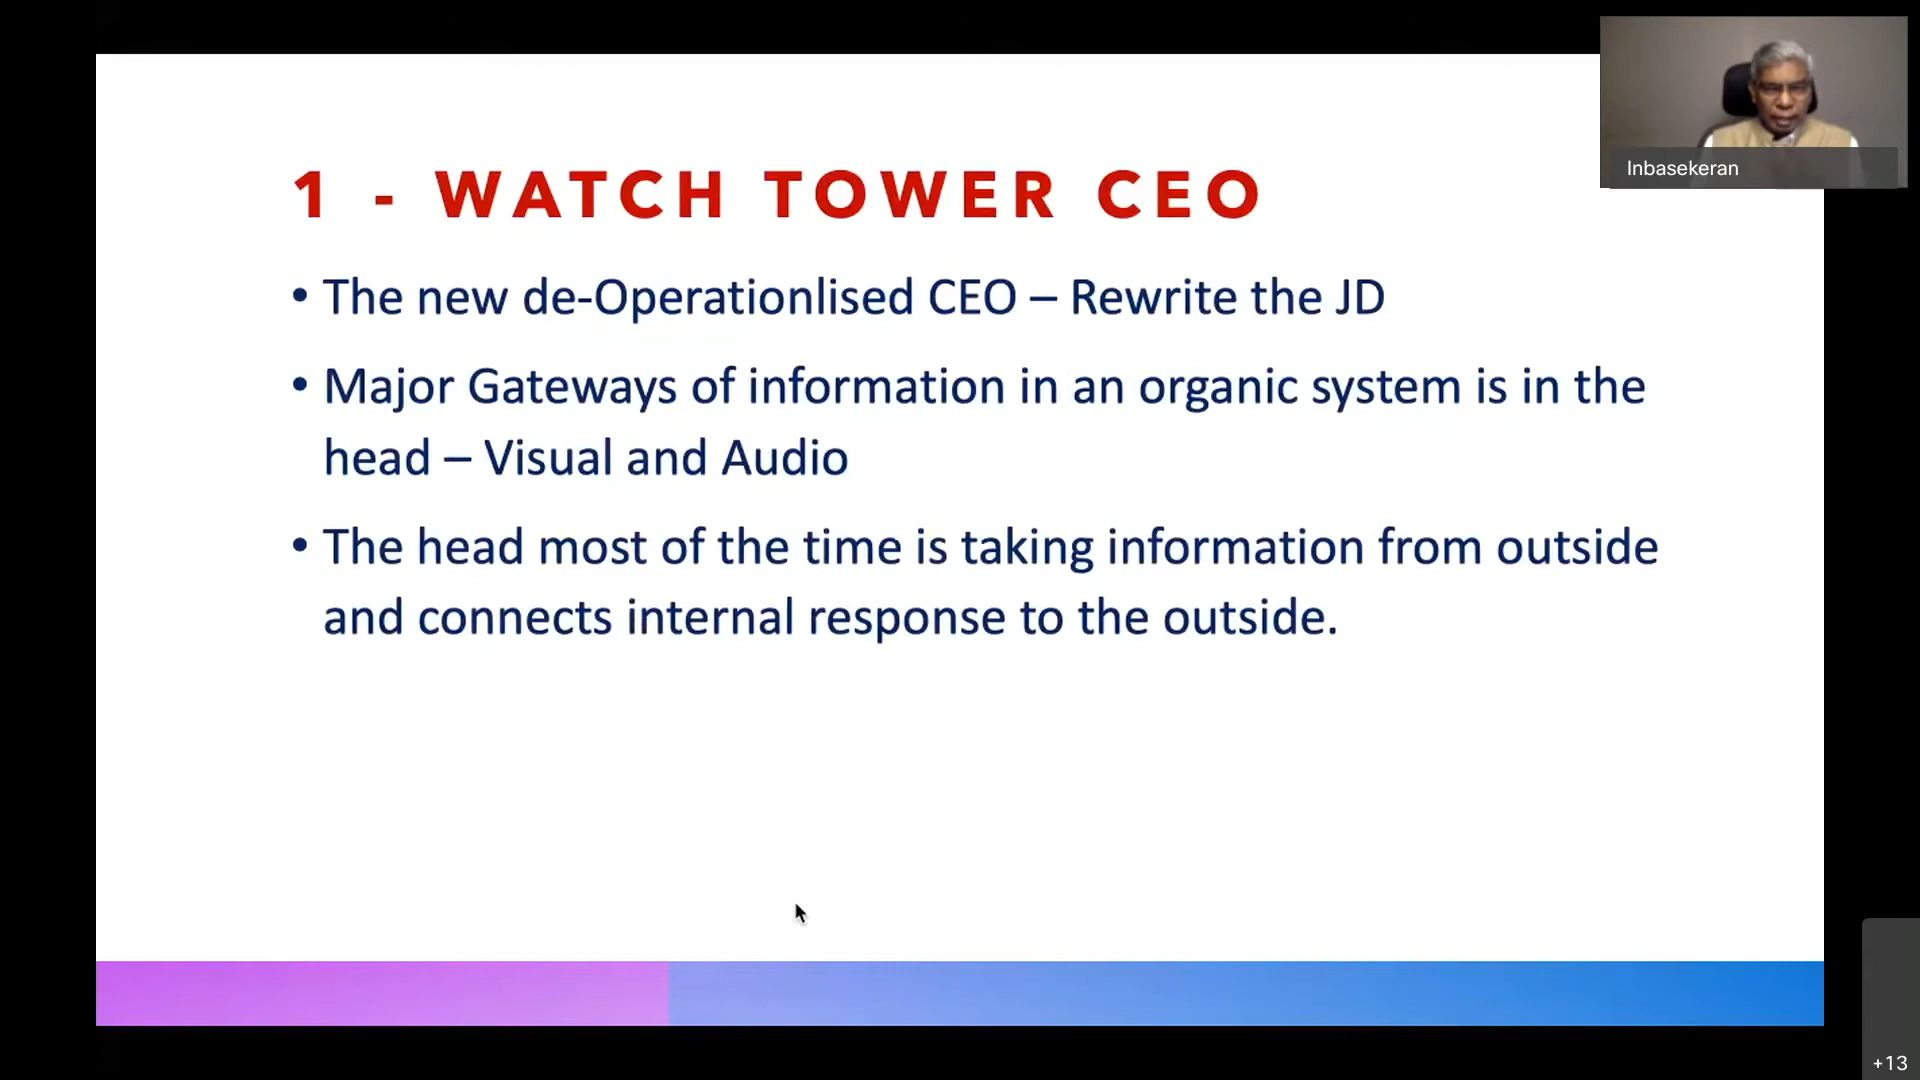 1 - WATCH TOWER CEO
• The new de-Operationlised CEO – Rewrite the JD
• Major Gateways of information in an organic system is in the
head – Visual and Audio
• The head most of the time is taking information from outside
and connects internal response to the outside.
Inbasekeran
+13